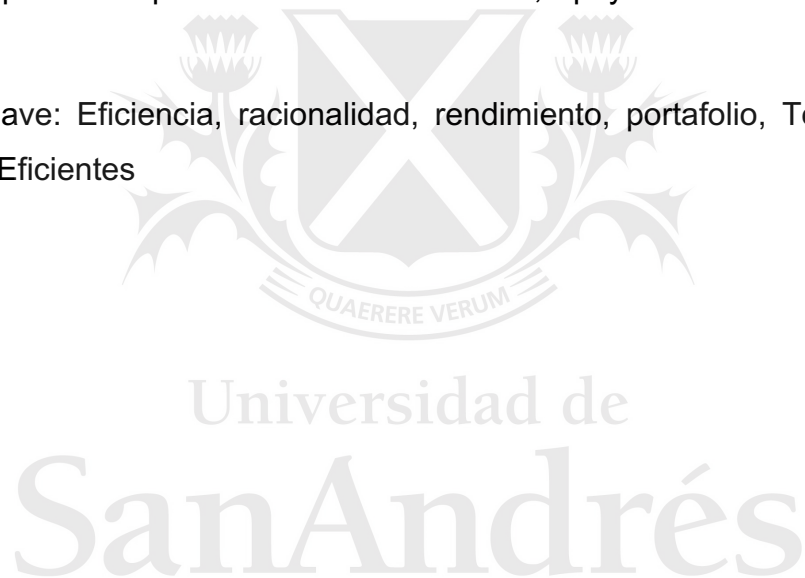 ave: Eficiencia, racionalidad, rendimiento, portafolio,
Eficientes
QUAERERE VERUM
Universidad de
SanAndrés